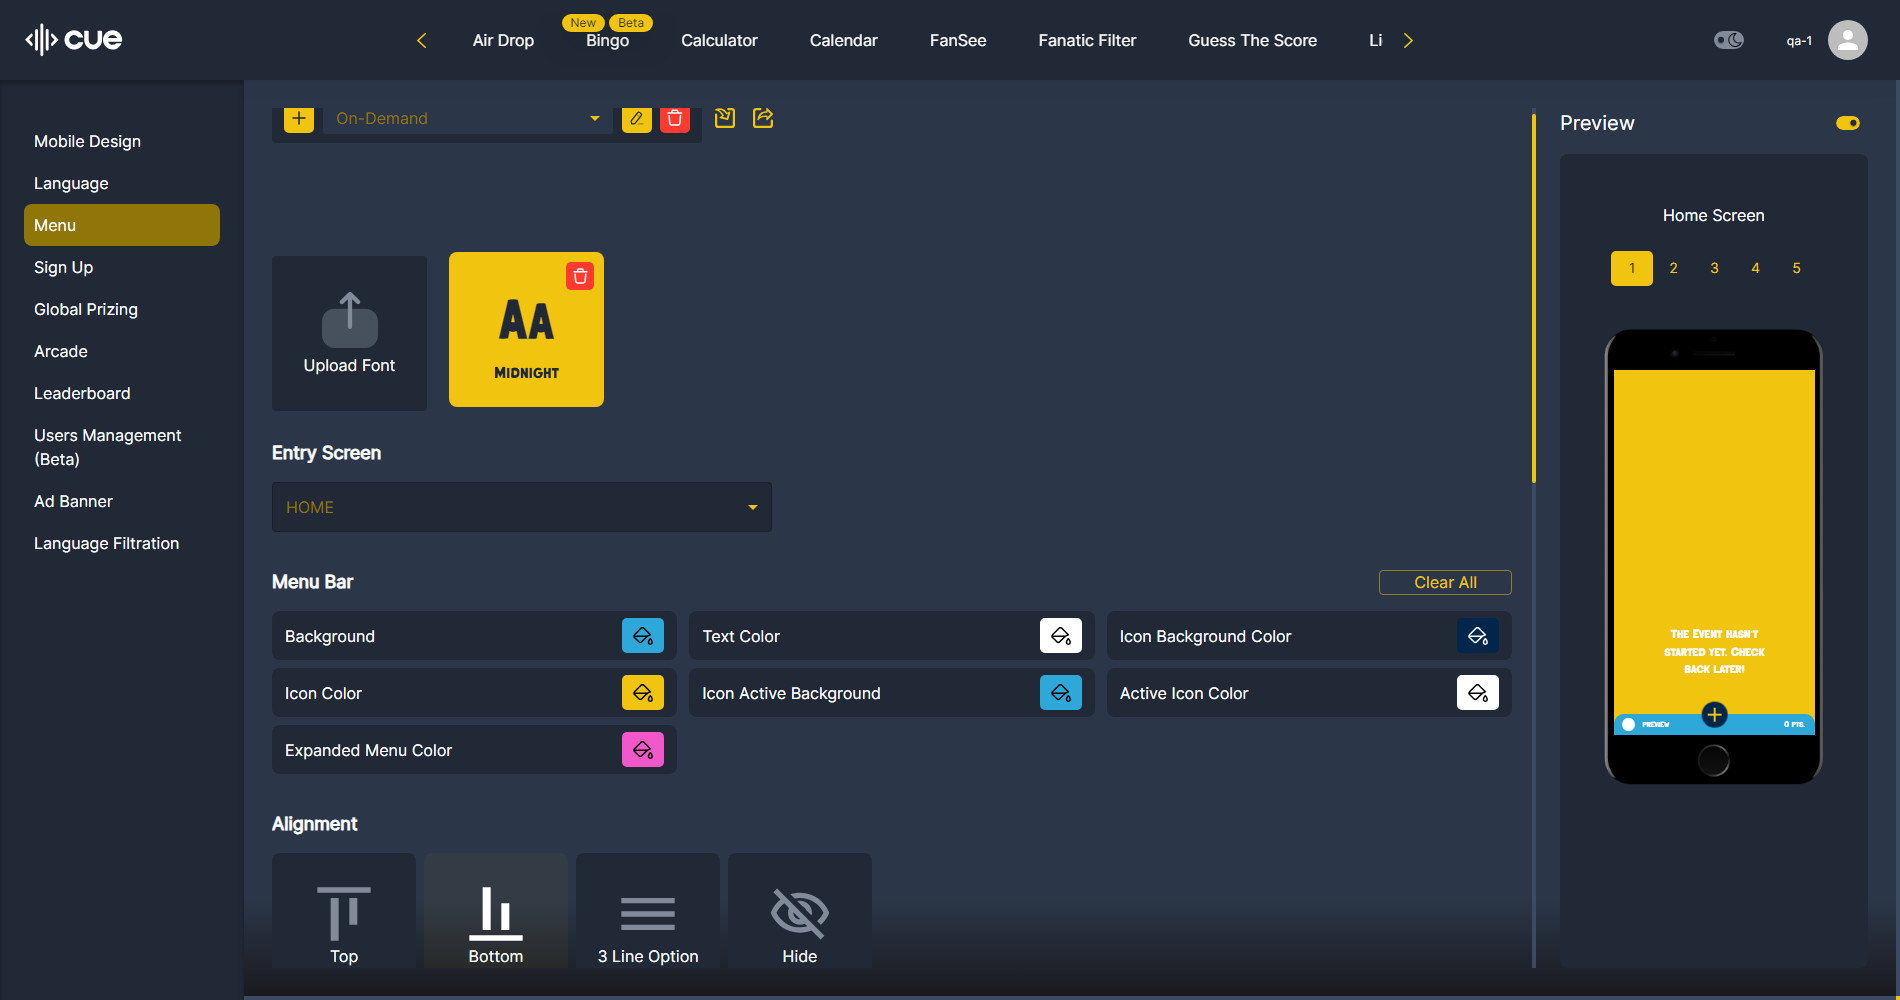 cue
Air Drop
New
Beta
Bingo
Calculator
Calendar
FanSee
Fanatic Filter
Guess The Score
Li
qa-1
Mobile Design
Language
Menu
Sign Up
Global Prizing
Arcade
Leaderboard
Users Management
(Beta)
Ad Banner
Language Filtration
On-Demand
Upload Font
AA
MIDNIGHT
Entry Screen
HOME
Menu Bar
Clear All
Background
Text Color
Icon Background Color
Icon Color
Icon Active Background
Active Icon Color
Expanded Menu Color
Alignment
Top
Bottom
3 Line Option
Hide
Preview
Home Screen
1 2 3 4 5
THE EVENT HASN'T
STARTED YET. CHECK
BACK LATER!
PREVIEW
0 PTS.